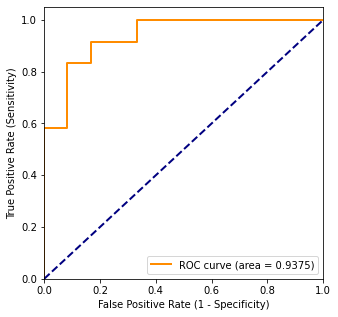 1.0
0.8
0.6
0.4
0.2
0.0
True Positive Rate (Sensitivity)
ROC curve (area = 0.9375)
0.0 0.2 0.4 0.6 0.8 1.0
False Positive Rate (1 - Specificity)